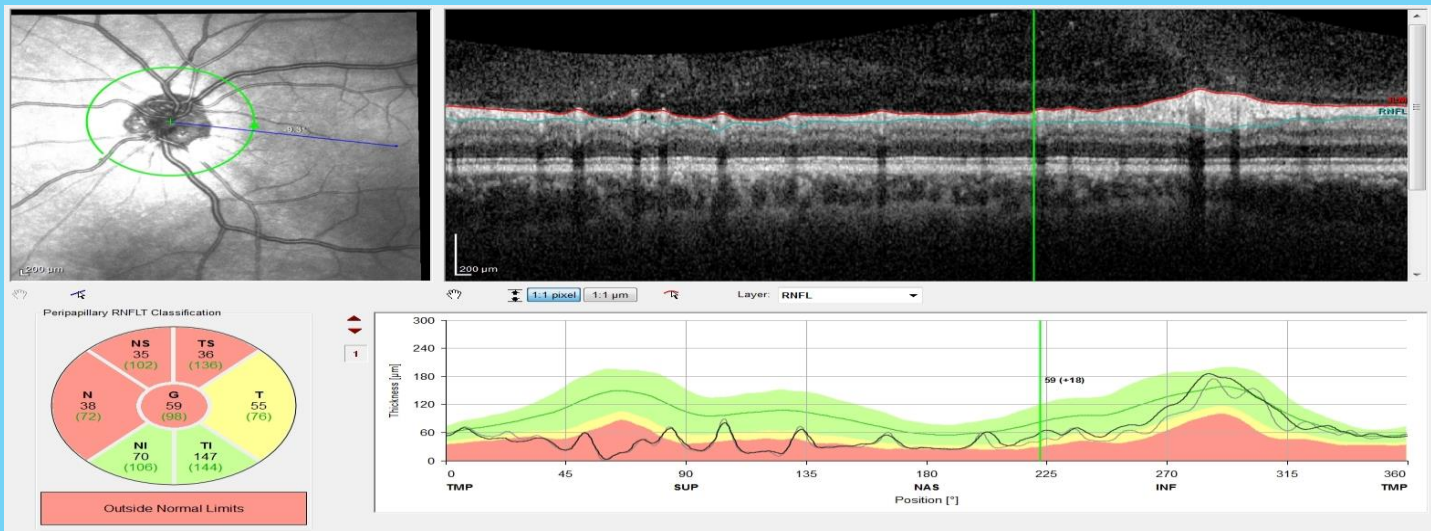 -9.3°
200 µm
ILM
RNFL
200 µm
1:1 pixel
1:1 µm
Layer: RNFL
Peripapillary RNFLT Classification
NS
35
(102)
TS
36
(136)
N
38
(72)
G
59
(98)
T
55
(76)
NI
70
(106)
TI
147
(144)
Outside Normal Limits
1
Thickness [µm]
300
240
180
120
60
0
59 (+18)
0 45 90 135 180 225 270 315 360
TMP SUP NAS INF TMP
Position [°]